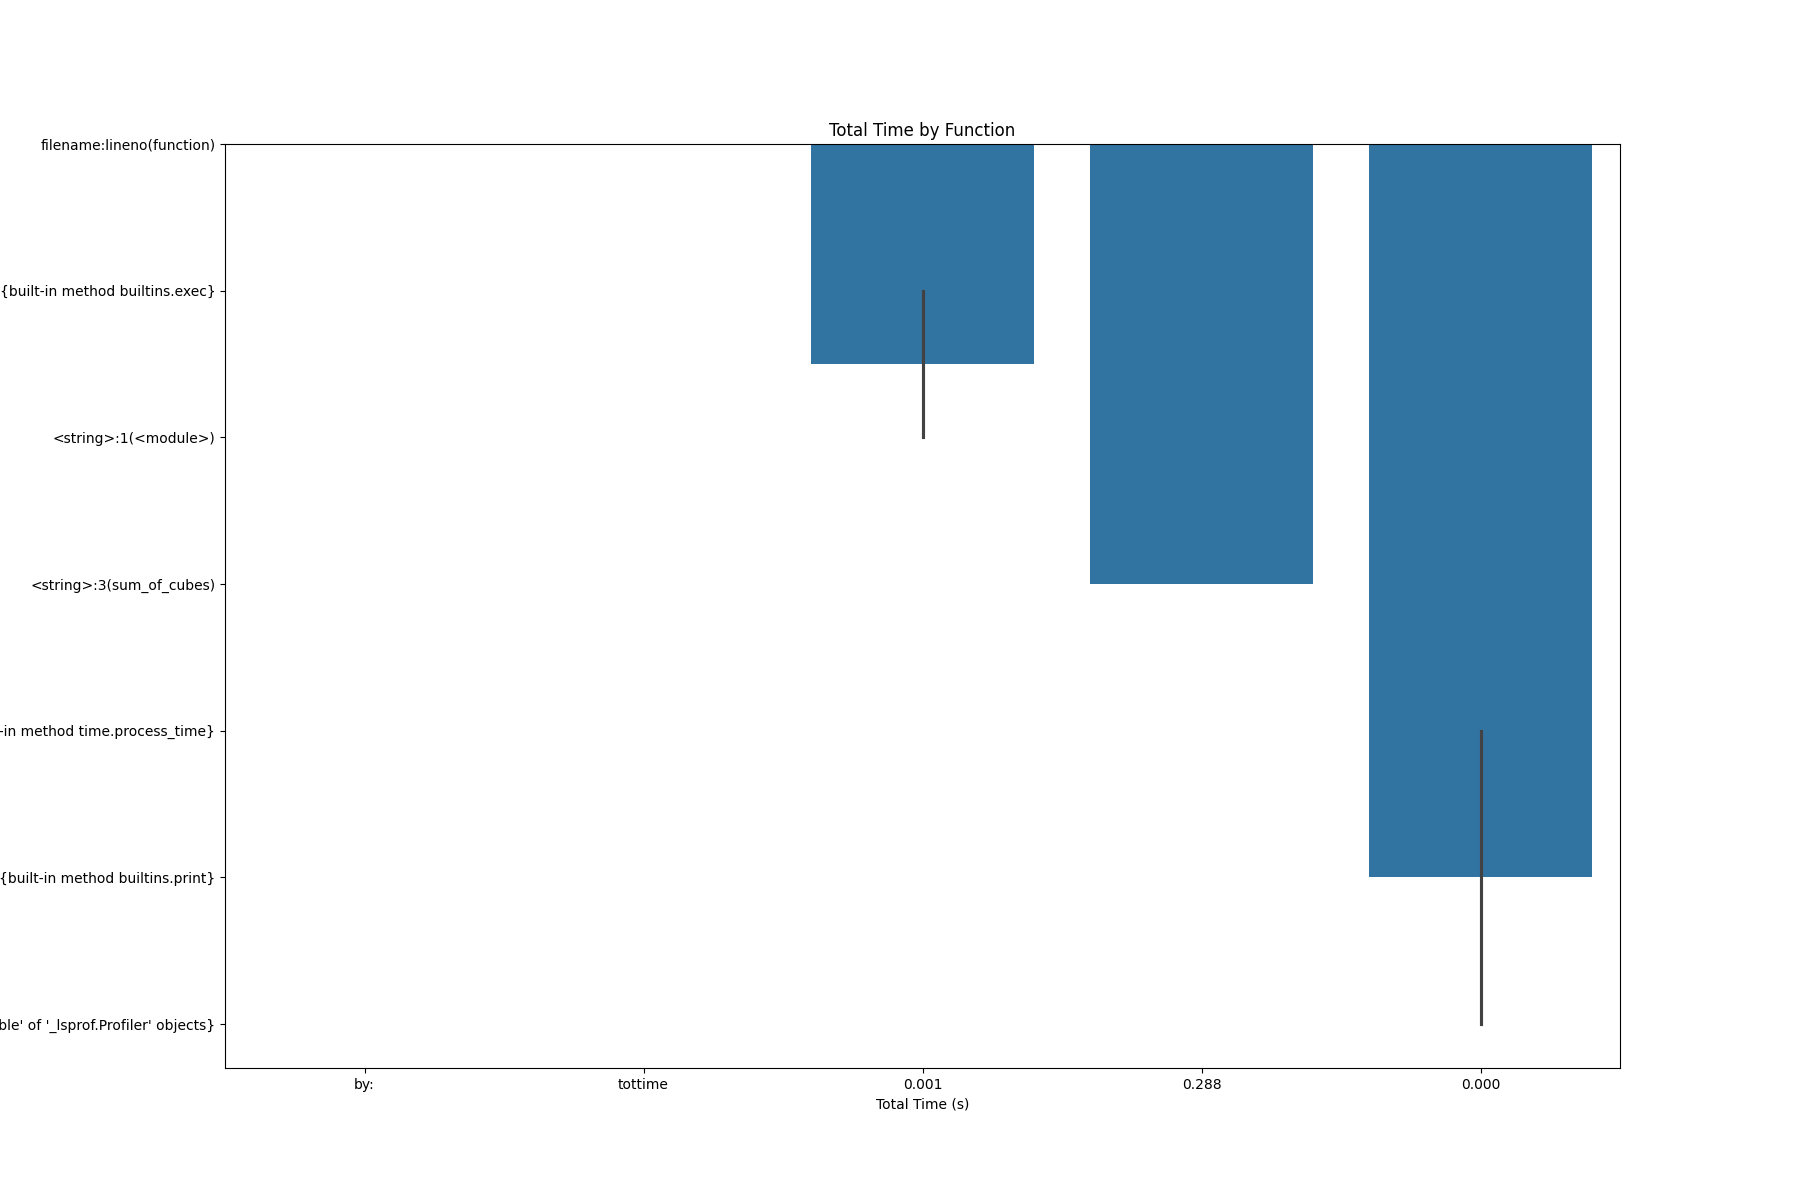 Total Time by Function
filename:lineno(function)
{built-in method builtins.exec}
<string>:1(<module>)
<string>:3(sum_of_cubes)
-in method time.process_time}
{built-in method builtins.print}
ble' of '_lsprof.Profiler' objects}
by: tottime 0.001 0.288 0.000
Total Time (s)